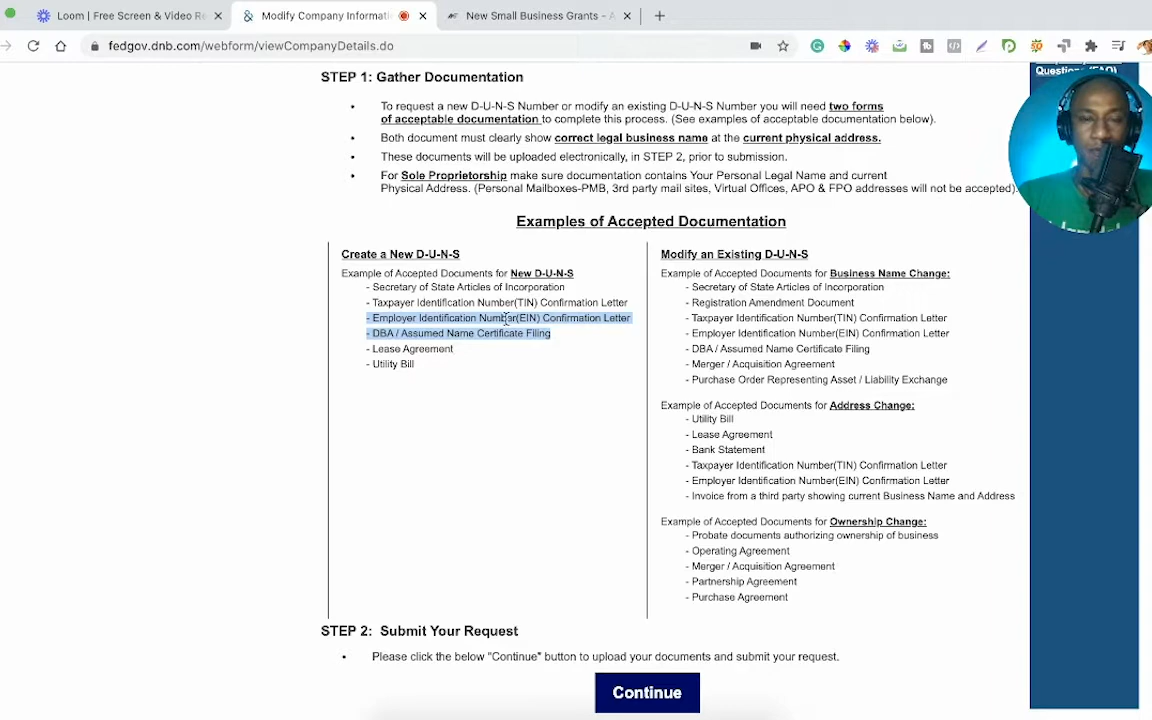 Loom | Free Screen & Video Re
Modify Company Informati
New Small Business Grants - A
fedgov.dnb.com/webform/viewCompanyDetails.do
STEP 1: Gather Documentation
• To request a new D-U-N-S Number or modify an existing D-U-N-S Number you will need two forms
of acceptable documentation to complete this process. (See examples of acceptable documentation below).
• Both document must clearly show correct legal business name at the current physical address.
• These documents will be uploaded electronically, in STEP 2, prior to submission.
• For Sole Proprietorship make sure documentation contains Your Personal Legal Name and current
Physical Address. (Personal Mailboxes-PMB, 3rd party mail sites, Virtual Offices, APO & FPO addresses will not be accepted).
Questions (FAQ)
Examples of Accepted Documentation
Create a New D-U-N-S
Example of Accepted Documents for New D-U-N-S
- Secretary of State Articles of Incorporation
- Taxpayer Identification Number(TIN) Confirmation Letter
- Employer Identification Number(EIN) Confirmation Letter
- DBA / Assumed Name Certificate Filing
- Lease Agreement
- Utility Bill
Modify an Existing D-U-N-S
Example of Accepted Documents for Business Name Change:
- Secretary of State Articles of Incorporation
- Registration Amendment Document
- Taxpayer Identification Number(TIN) Confirmation Letter
- Employer Identification Number(EIN) Confirmation Letter
- DBA / Assumed Name Certificate Filing
- Merger / Acquisition Agreement
- Purchase Order Representing Asset / Liability Exchange
Example of Accepted Documents for Address Change:
- Utility Bill
- Lease Agreement
- Bank Statement
- Taxpayer Identification Number(TIN) Confirmation Letter
- Employer Identification Number(EIN) Confirmation Letter
- Invoice from a third party showing current Business Name and Address
Example of Accepted Documents for Ownership Change:
- Probate documents authorizing ownership of business
- Operating Agreement
- Merger / Acquisition Agreement
- Partnership Agreement
- Purchase Agreement
STEP 2: Submit Your Request
• Please click the below "Continue" button to upload your documents and submit your request.
Continue